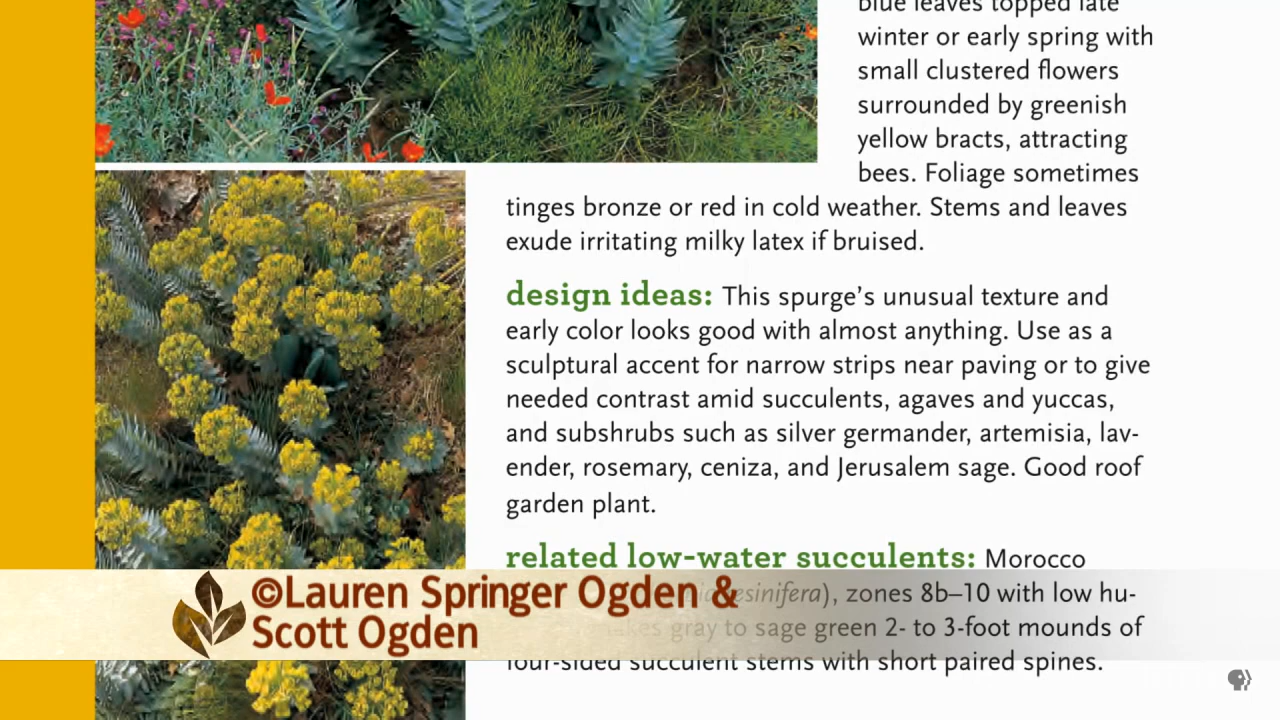 blue leaves topped late
winter or early spring with
small clustered flowers
surrounded by greenish
yellow bracts, attracting
bees. Foliage sometimes
tinges bronze or red in cold weather. Stems and leaves
exude irritating milky latex if bruised.
design ideas: This spurge's unusual texture and
early color looks good with almost anything. Use as a
sculptural accent for narrow strips near paving or to give
needed contrast amid succulents, agaves and yuccas,
and subshrubs such as silver germander, artemisia, lav-
ender, rosemary, ceniza, and Jerusalem sage. Good roof
garden plant.
related low-water succulents: Morocco
zones 8b–10 with low hu-
gray to sage green 2- to 3-foot mounds of
four-sided succulent stems with short paired spines.
©Lauren Springer Ogden &
Scott Ogden